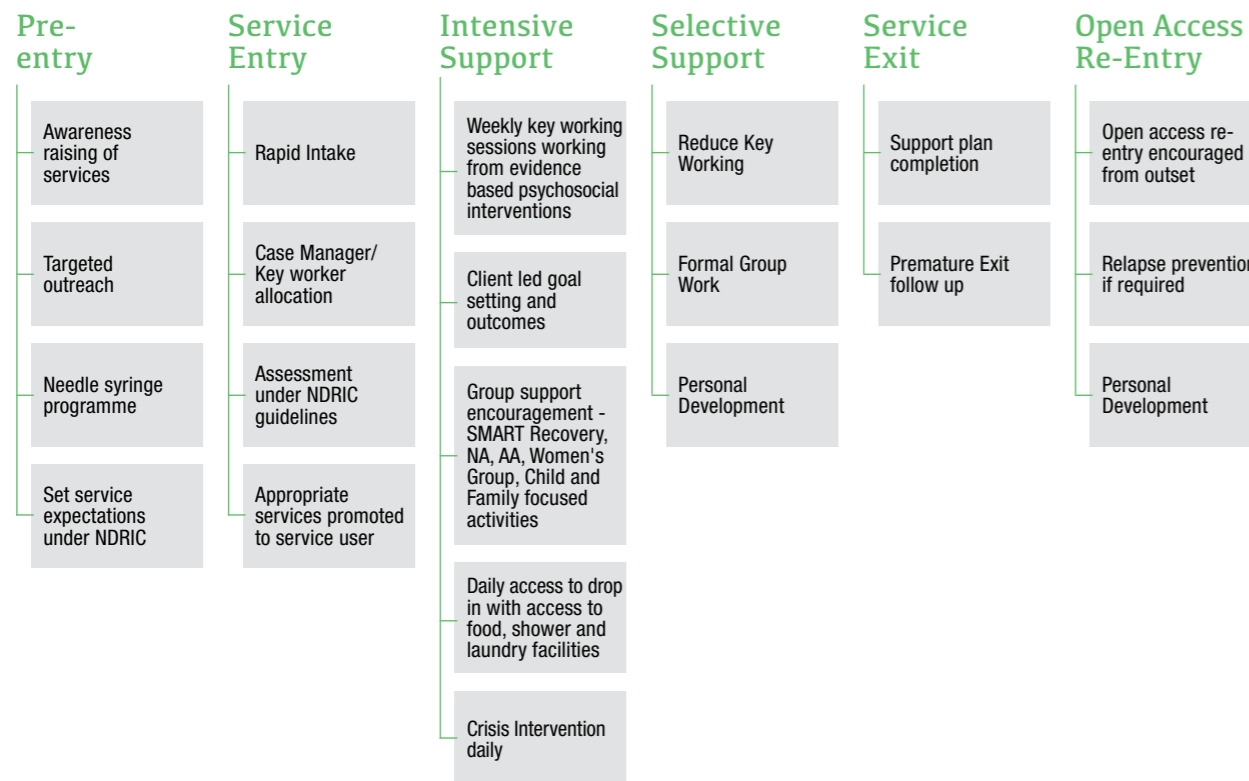 Pre-
entry
Awareness
raising of
services
Targeted
outreach
Needle syringe
programme
Set service
expectations
under NDRIC
Service
Entry
Rapid Intake
Case Manager/
Key worker
allocation
Assessment
under NDRIC
guidelines
Appropriate
services promoted
to service user
Intensive
Support
Weekly key working
sessions working
from evidence
based psychosocial
interventions
Client led goal
setting and
outcomes
Group support
encouragement -
SMART Recovery,
NA, AA, Women's
Group, Child and
Family focused
activities
Daily access to drop
in with access to
food, shower and
laundry facilities
Crisis Intervention
daily
Selective
Support
Reduce Key
Working
Formal Group
Work
Personal
Development
Service
Exit
Support plan
completion
Premature Exit
follow up
Open Access
Re-Entry
Open access re-
entry encouraged
from outset
Relapse prevention
if required
Personal
Development